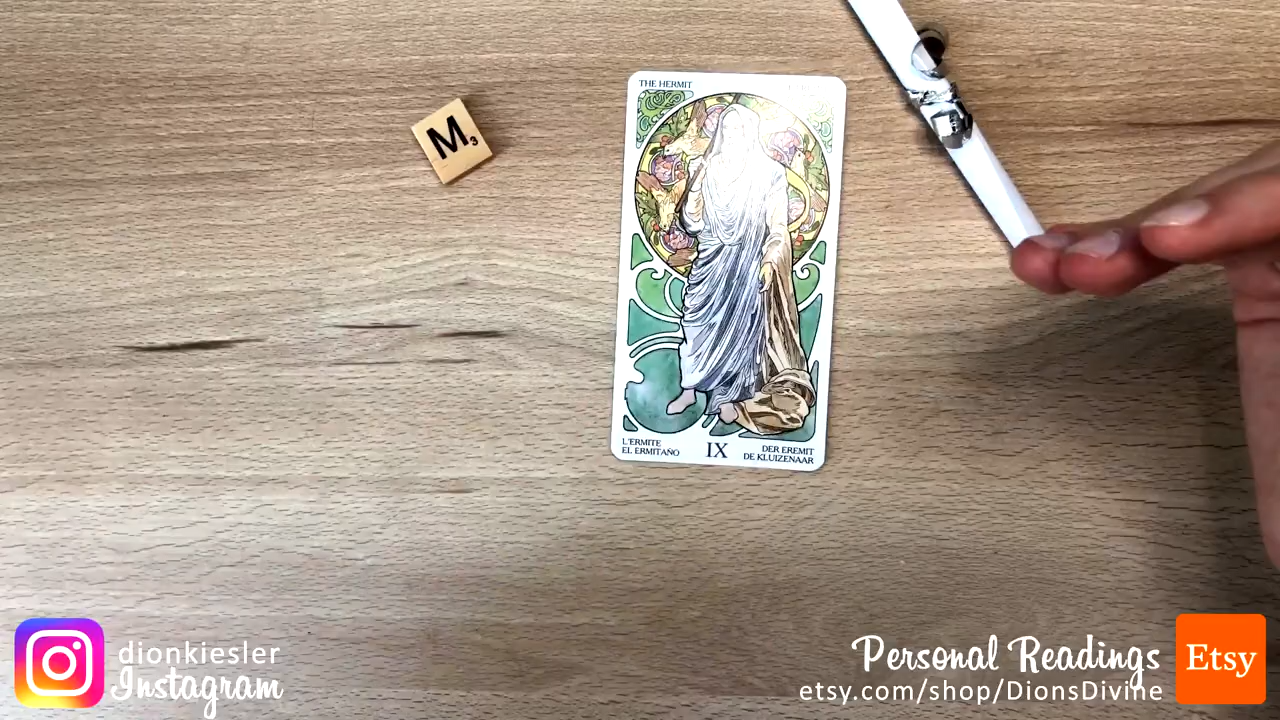 THE HERMIT
M3
L'ERMITE
EL ERMITAÑO
IX
DER EREMIT
DE KLUIZENAAR
dionkiesler
Instagram
Personal Readings
etsy.com/shop/DionsDivine
Etsy